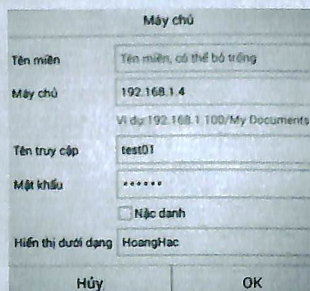 Máy chủ
Tên miền Tên miền, có thể bỏ trống
Máy chủ 192.168.1.4
Ví dụ:192.168.1.100/My Documents
Tên truy cập test01
Mật khẩu ••••••
Nặc danh
Hiển thị dưới dạng HoangHac
Hủy OK